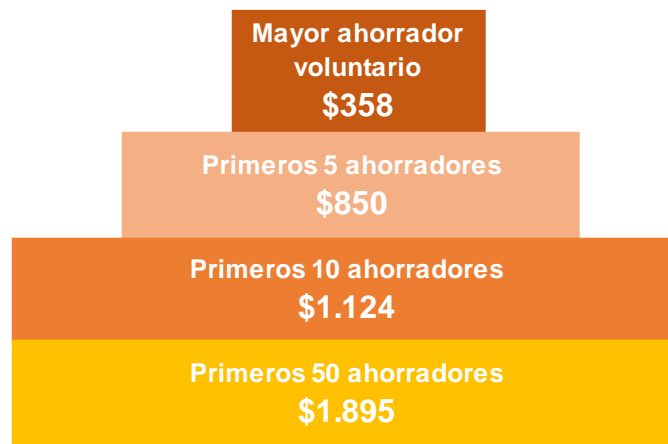 Mayor ahorrador
voluntario
$358
Primeros 5 ahorradores
$850
Primeros 10 ahorradores
$1.124
Primeros 50 ahorradores
$1.895